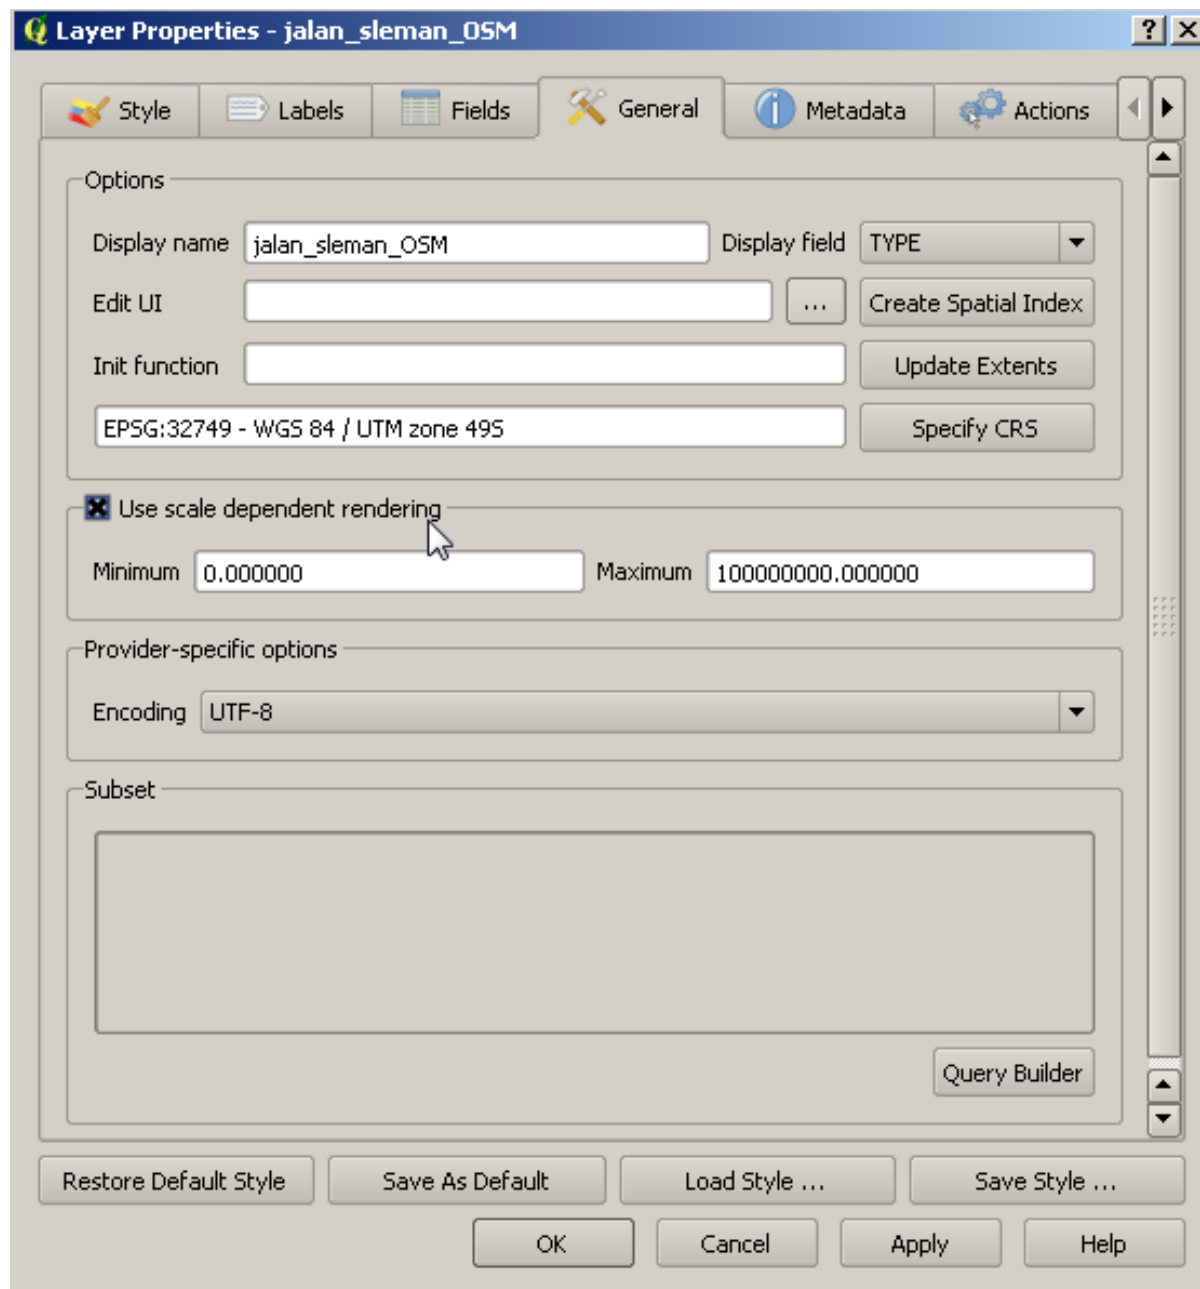 Layer Properties - jalan_sleman_OSM
Style Labels Fields General Metadata Actions
Options
Display name jalan_sleman_OSM Display field TYPE
Edit UI ... Create Spatial Index
Init function Update Extents
EPSG:32749 - WGS 84 / UTM zone 49S Specify CRS
Use scale dependent rendering
Minimum 0.000000 Maximum 100000000.000000
Provider-specific options
Encoding UTF-8
Subset
Query Builder
Restore Default Style Save As Default Load Style ... Save Style ...
OK Cancel Apply Help